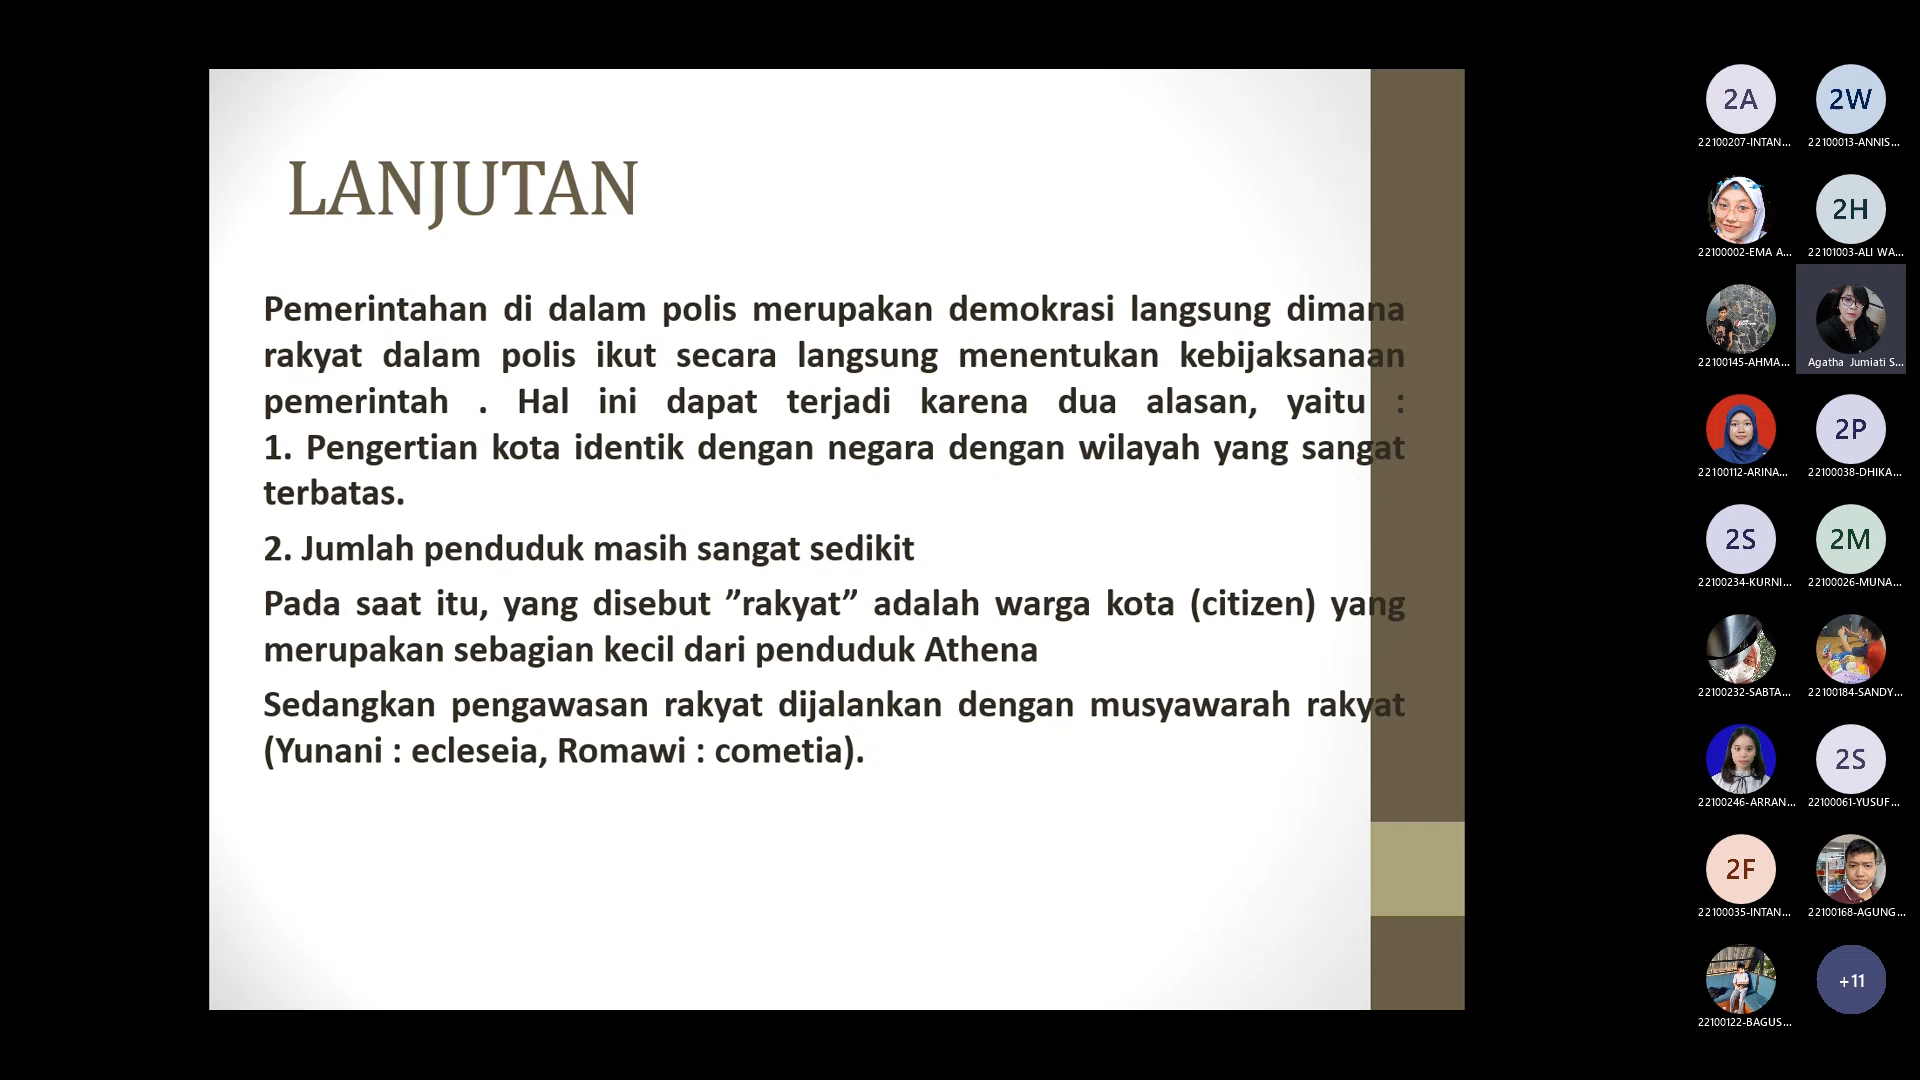 LANJUTAN
Pemerintahan di dalam polis merupakan demokrasi langsung dimana
rakyat dalam polis ikut secara langsung menentukan kebijaksanaan
pemerintah . Hal ini dapat terjadi karena dua alasan, yaitu :
1. Pengertian kota identik dengan negara dengan wilayah yang sangat
terbatas.
2. Jumlah penduduk masih sangat sedikit
Pada saat itu, yang disebut ”rakyat” adalah warga kota (citizen) yang
merupakan sebagian kecil dari penduduk Athena
Sedangkan pengawasan rakyat dijalankan dengan musyawarah rakyat
(Yunani : ecleseia, Romawi : cometia).
2A
2W
22100207-INTAN...
22100013-ANNIS...
2H
22100002-EMA A...
22101003-ALI WA...
22100145-AHMA...
Agatha Jumiati S...
2P
22100112-ARINA...
22100038-DHIKA...
2S
2M
22100234-KURNI...
22100026-MUNA...
22100232-SABTA...
22100184-SANDY...
2S
22100246-ARRAN...
22100061-YUSUF...
2F
22100035-INTAN...
22100168-AGUNG...
+11
22100122-BAGUS...